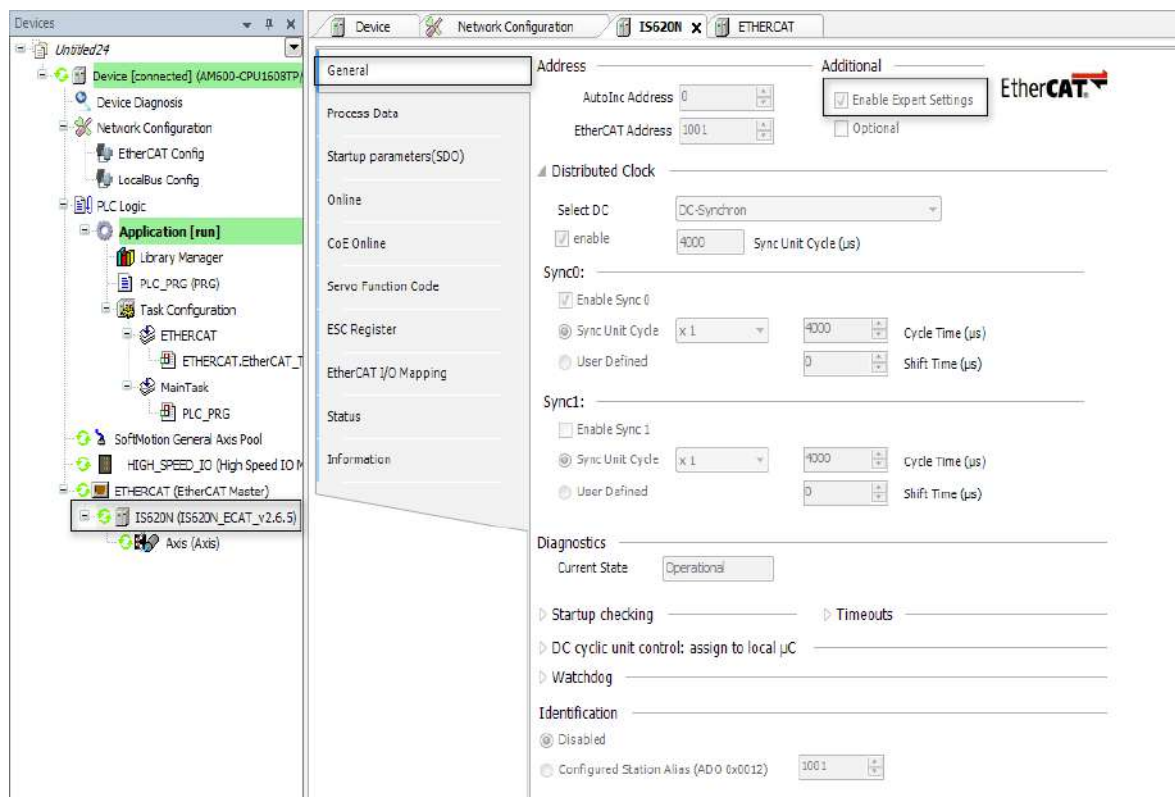 Devices
Untitled24
Device [connected] (AM600-CPU1608TP/
Device Diagnosis
Network Configuration
EtherCAT Config
LocalBus Config
PLC Logic
Application [run]
Library Manager
PLC_PRG (PRG)
Task Configuration
ETHERCAT
ETHERCAT.EtherCAT_T
MainTask
PLC_PRG
SoftMotion General Axis Pool
HIGH_SPEED_IO (High Speed IO M
ETHERCAT (EtherCAT Master)
IS620N (IS620N_ECAT_v2.6.5)
Axis (Axis)
Device Network Configuration IS620N X ETHERCAT
General
Process Data
Startup parameters(SDO)
Online
CoE Online
Servo Function Code
ESC Register
EtherCAT I/O Mapping
Status
Information
Address
AutoInc Address 0
EtherCAT Address 1001
Additional
Enable Expert Settings
Optional
EtherCAT.
Distributed Clock
Select DC DC-Synchron
enable 4000 Sync Unit Cycle (µs)
Sync0:
Enable Sync 0
Sync Unit Cycle x 1 4000 Cycle Time (µs)
User Defined 0 Shift Time (µs)
Sync1:
Enable Sync 1
Sync Unit Cycle x 1 4000 Cycle Time (µs)
User Defined 0 Shift Time (µs)
Diagnostics
Current State Operational
Startup checking Timeouts
DC cyclic unit control: assign to local µC
Watchdog
Identification
Disabled
Configured Station Alias (ADO 0x0012) 1001